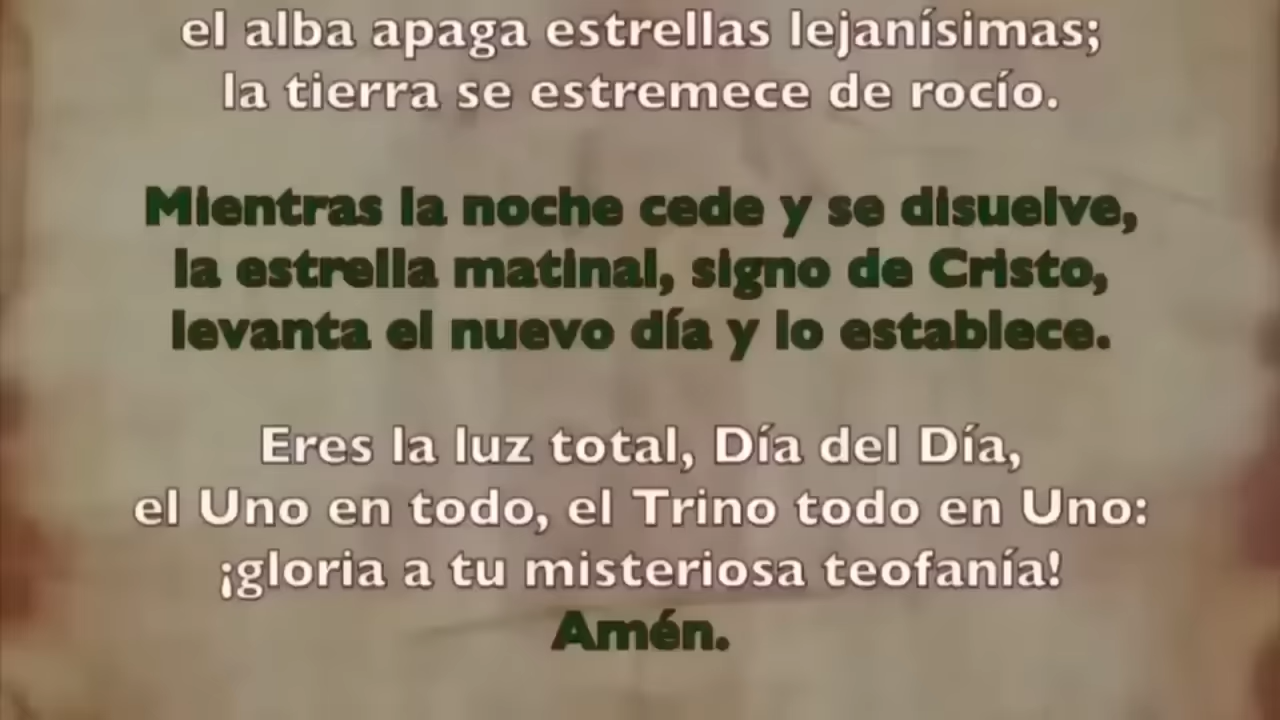 el alba apaga estrellas lejanísimas;
la tierra se estremece de rocío.
Mientras la noche cede y se disuelve,
la estrella matinal, signo de Cristo,
levanta el nuevo día y lo establece.
Eres la luz total, Día del Día,
el Uno en todo, el Trino todo en Uno:
¡gloria a tu misteriosa teofanía!
Amén.